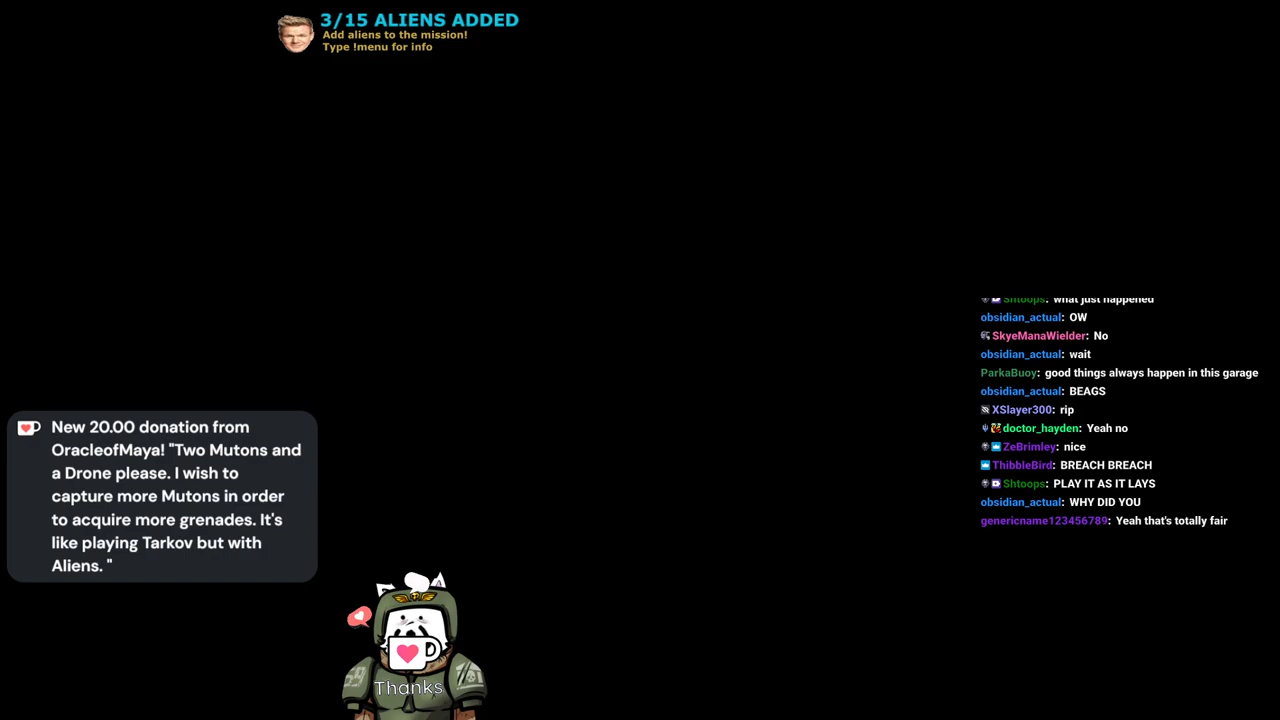 3/15 ALIENS ADDED
Add aliens to the mission!
Type !menu for info
Shtoops: what just happened
obsidian_actual: OW
SkyeManaWielder: No
obsidian_actual: wait
ParkaBuoy: good things always happen in this garage
obsidian_actual: BEAGS
XSlayer300: rip
doctor_hayden: Yeah no
ZeBrimley: nice
ThibbleBird: BREACH BREACH
Shtoops: PLAY IT AS IT LAYS
obsidian_actual: WHY DID YOU
genericname123456789: Yeah that's totally fair
New 20.00 donation from
OracleofMaya! "Two Mutons and
a Drone please. I wish to
capture more Mutons in order
to acquire more grenades. It's
like playing Tarkov but with
Aliens. "
Thanks